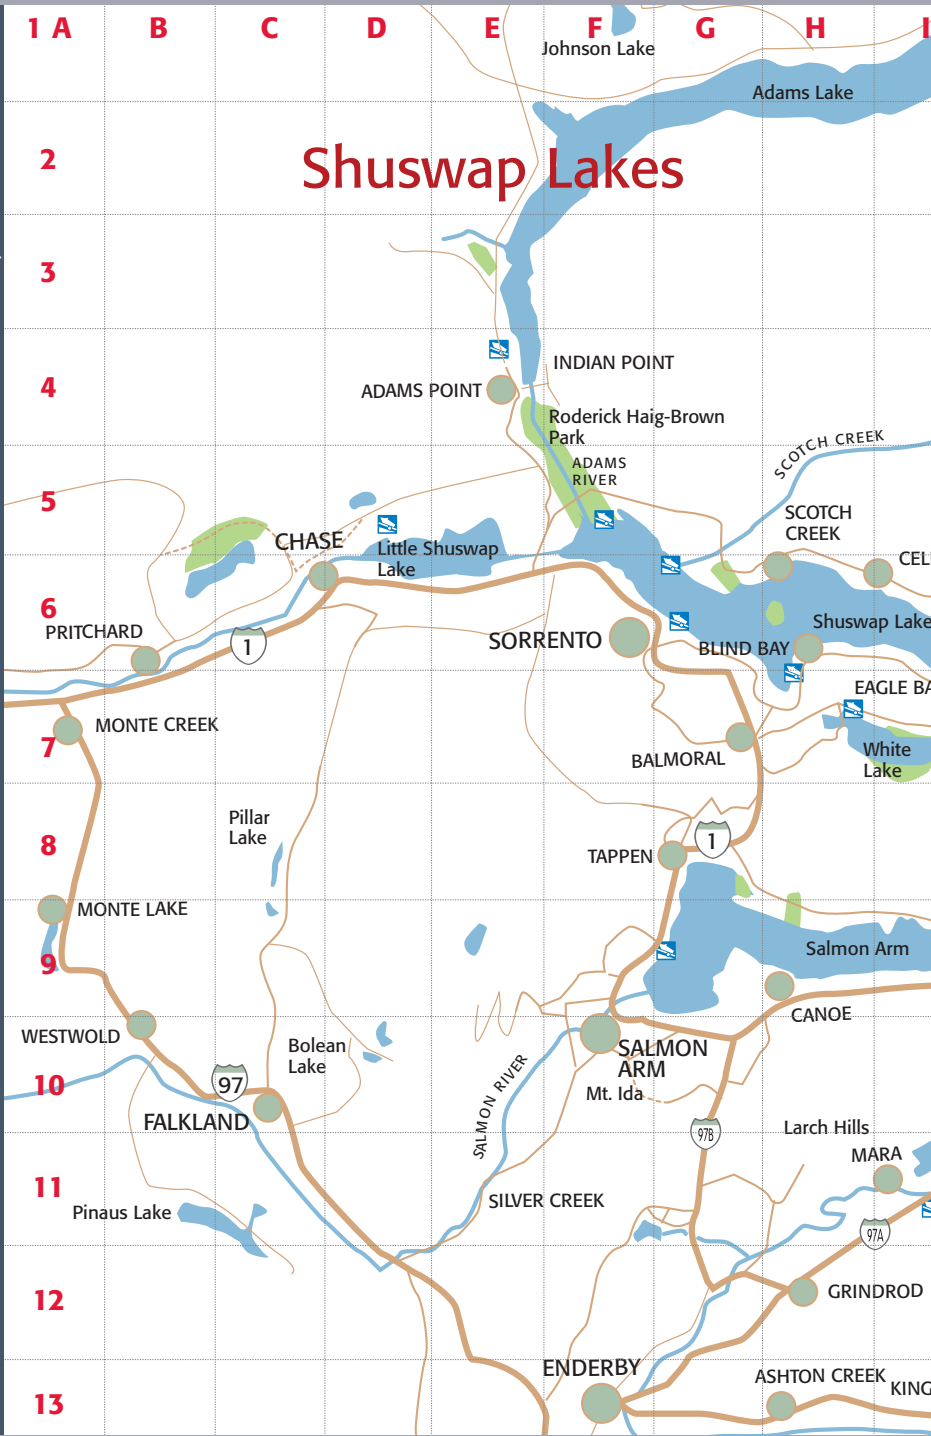 1 A B C D E F G H I
Johnson Lake
Adams Lake
2
Shuswap Lakes
3
INDIAN POINT
4
ADAMS POINT
Roderick Haig-Brown
Park
SCOTCH CREEK
ADAMS
RIVER
5
SCOTCH
CREEK
CHASE
Little Shuswap
Lake
CEL
6
Shuswap Lake
PRITCHARD
1
SORRENTO
BLIND BAY
EAGLE BA
MONTE CREEK
7
White
Lake
BALMORAL
Pillar
Lake
8
1
TAPPEN
MONTE LAKE
Salmon Arm
9
CANOE
WESTWOLD
Bolean
Lake
SALMON
ARM
10
97
Mt. Ida
SALMON RIVER
FALKLAND
97B
Larch Hills
MARA
11
SILVER CREEK
Pinaus Lake
97A
12
GRINDROD
ENDERBY
ASHTON CREEK
KING
13